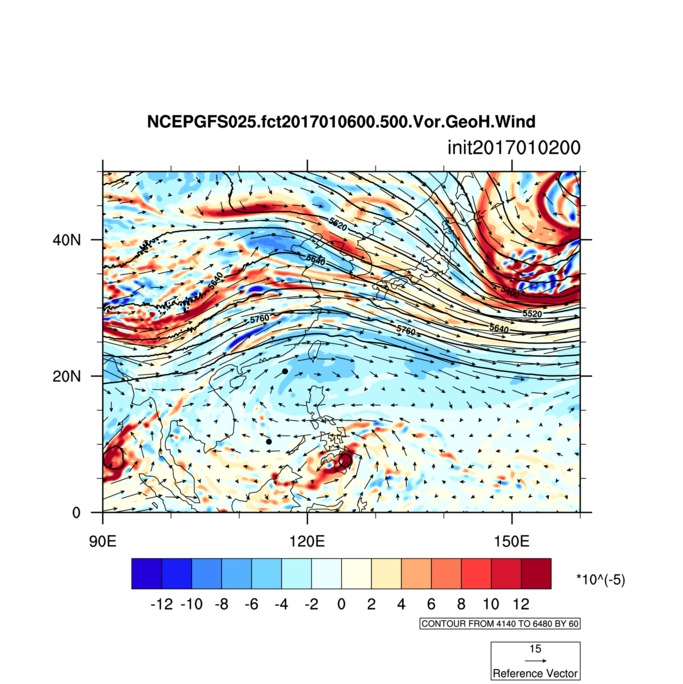 NCEPGFS025.fct2017010600.500.Vor.GeoH.Wind
init2017010200
40N
20N
0
90E 120E 150E
5620
5640
5640
5760
5760
5520
5640
-12 -10 -8 -6 -4 -2 0 2 4 6 8 10 12
*10^(-5)
CONTOUR FROM 4140 TO 6480 BY 60
15
Reference Vector